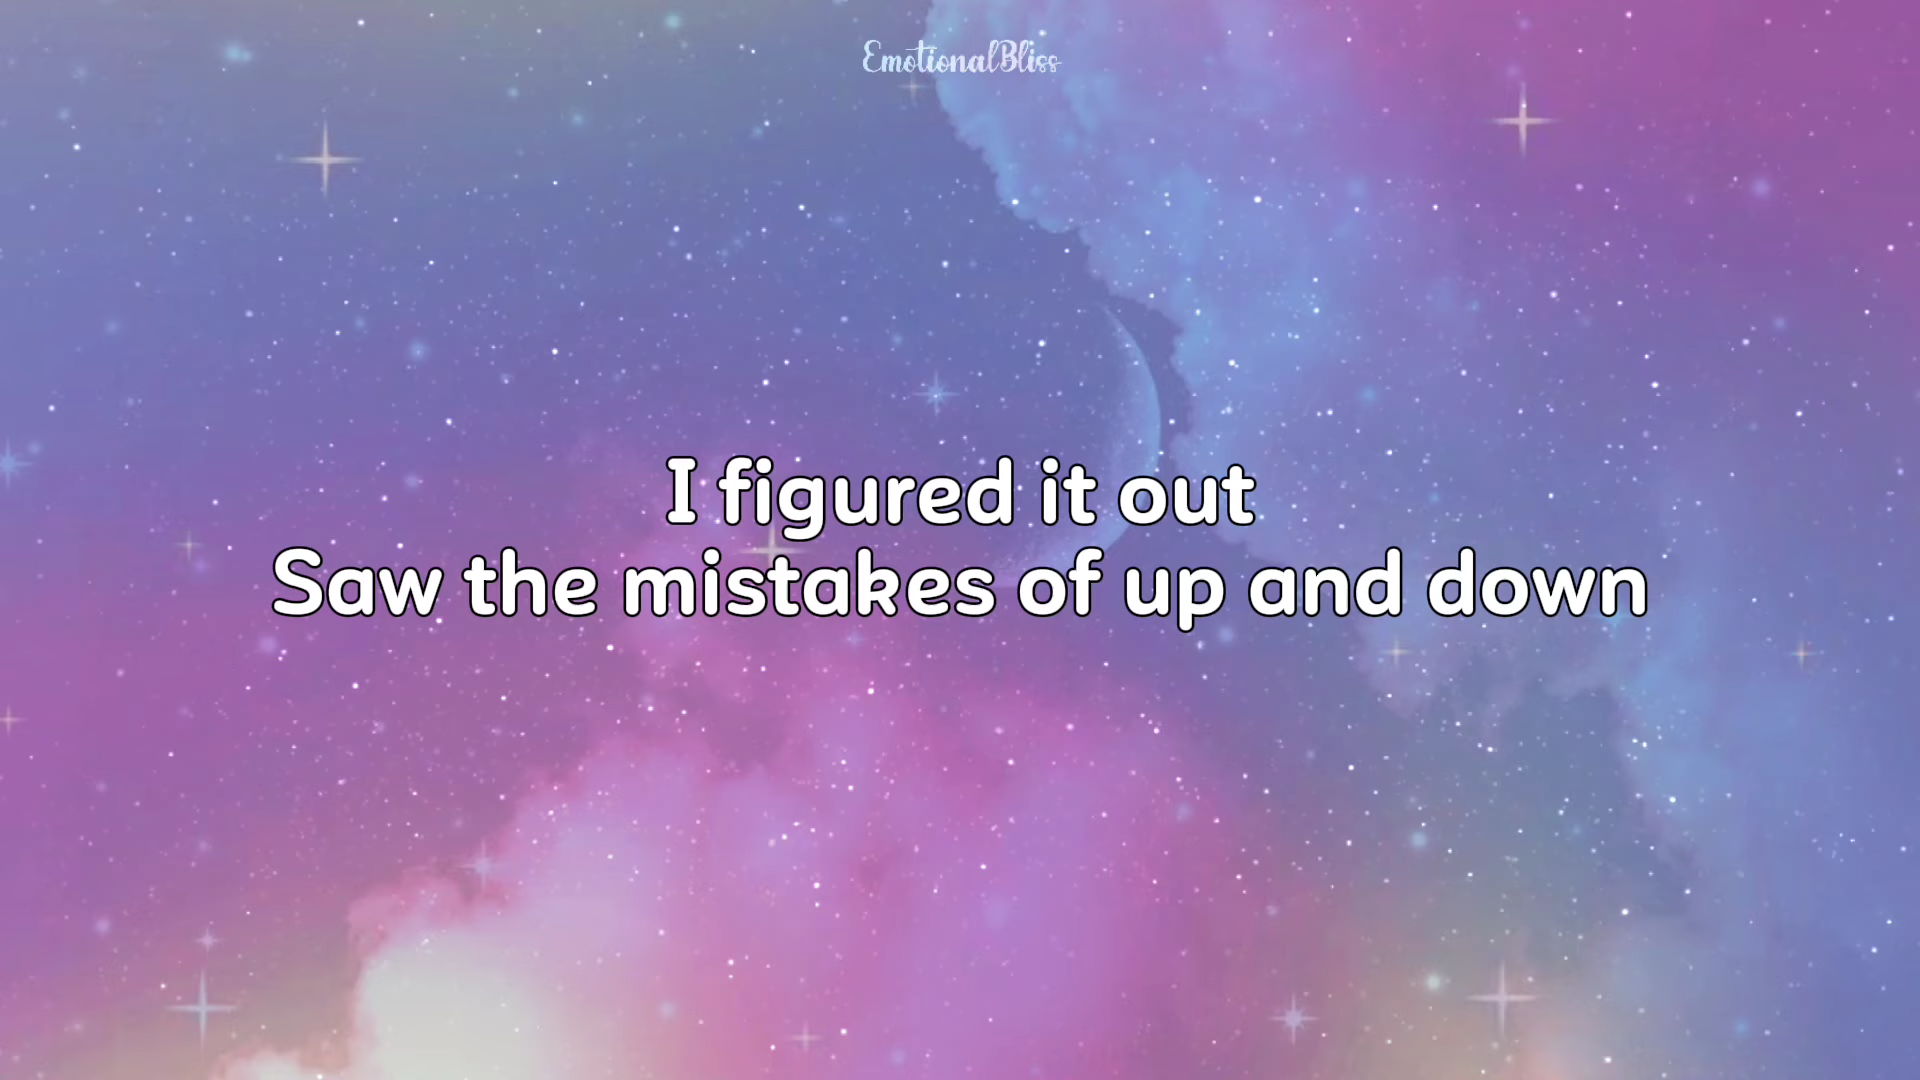 EmotionalBliss
I figured it out
Saw the mistakes of up and down